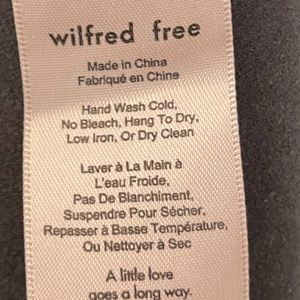 wilfred free
Made in China
Fabriqué en Chine
Hand Wash Cold,
No Bleach, Hang To Dry,
Low Iron, Or Dry Clean
Laver à La Main à
L'eau Froide,
Pas De Blanchiment,
Suspendre Pour Sécher,
Repasser à Basse Température,
Ou Nettoyer à Sec
A little love
goes a long way.